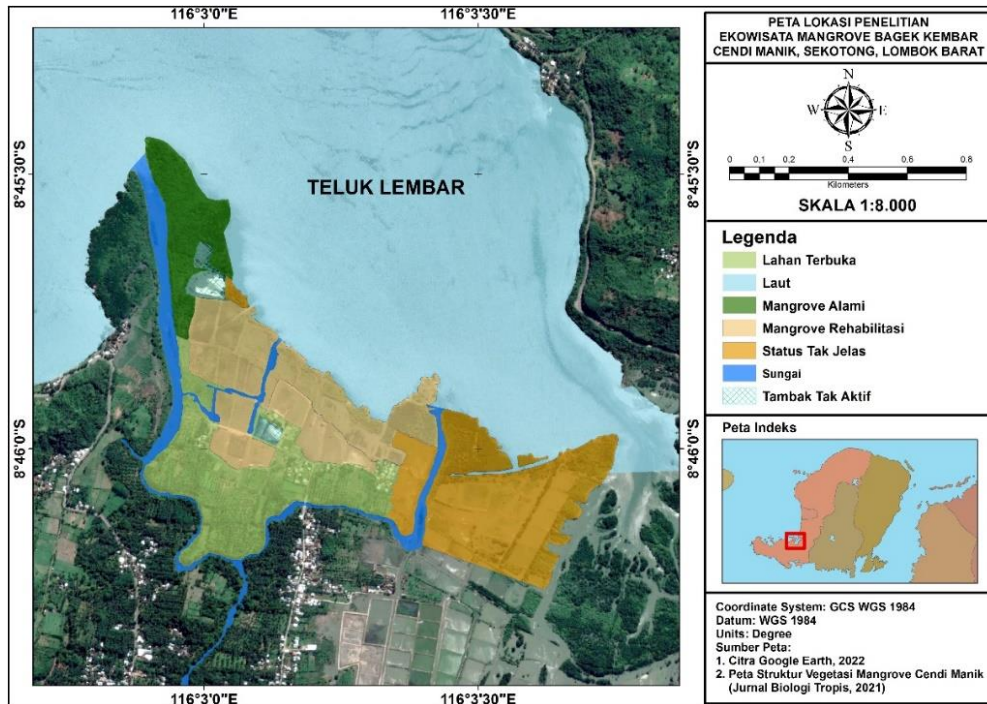 116°3'0"E
116°3'30"E
8°45'30"S
8°46'0"S
TELUK LEMBAR
8°45'30"S
8°46'0"S
116°3'0"E
116°3'30"E
PETA LOKASI PENELITIAN
EKOWISATA MANGROVE BAGEK KEMBAR
CENDI MANIK, SEKOTONG, LOMBOK BARAT
N
W
E
S
0 0.1 0.2 0.4 0.6 0.8
Kilometers
SKALA 1:8.000
Legenda
Lahan Terbuka
Laut
Mangrove Alami
Mangrove Rehabilitasi
Status Tak Jelas
Sungai
Tambak Tak Aktif
Peta Indeks
Coordinate System: GCS WGS 1984
Datum: WGS 1984
Units: Degree
Sumber Peta:
1. Citra Google Earth, 2022
2. Peta Struktur Vegetasi Mangrove Cendi Manik
(Jurnal Biologi Tropis, 2021)